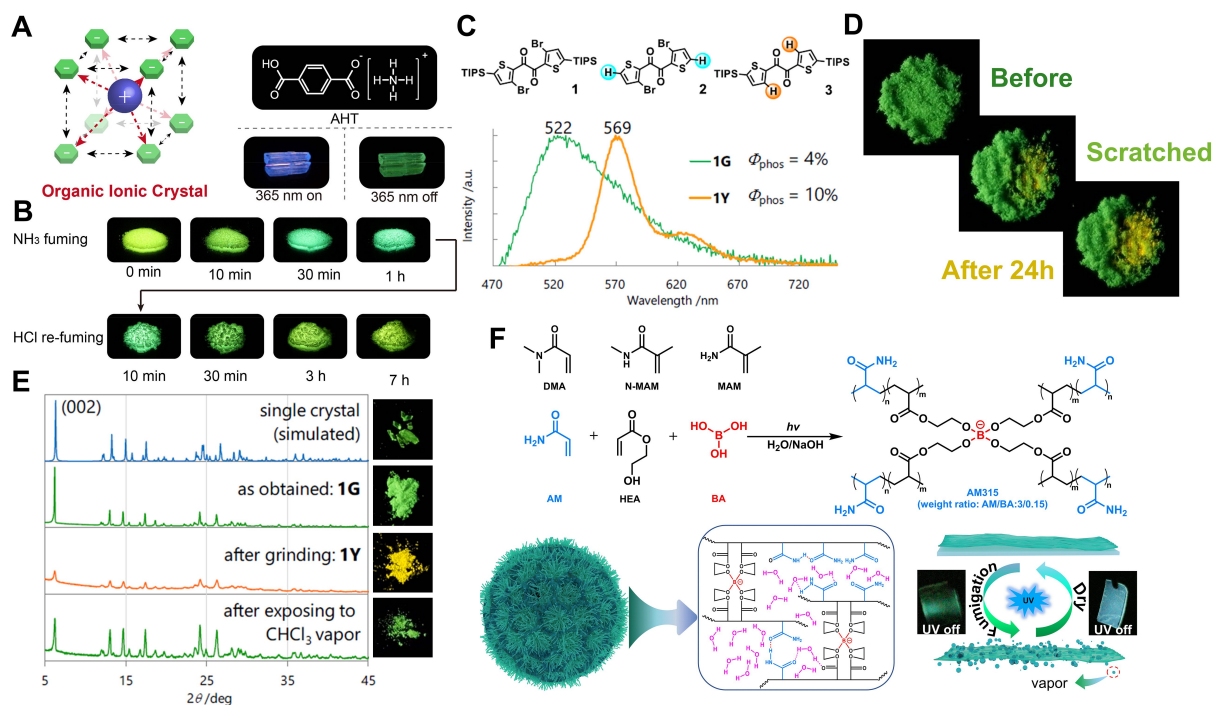 A
Organic Ionic Crystal
HO
O
O
O
−
H
H
N
H
H
+
AHT
365 nm on
365 nm off
B
NH3 fuming
0 min
10 min
30 min
1 h
HCl re-fuming
10 min
30 min
3 h
7 h
C
TIPS
Br
O
O
Br
TIPS
1
H
Br
O
O
Br
H
2
TIPS
H
O
O
H
TIPS
3
522
569
1G Φphos = 4%
1Y Φphos = 10%
Intensity /a.u.
470
520
570
620
670
720
Wavelength /nm
D
Before
Scratched
After 24h
E
(002)
single crystal
(simulated)
as obtained: 1G
after grinding: 1Y
after exposing to
CHCl3 vapor
5
15
25
35
45
2θ/deg
F
DMA
N-MAM
MAM
AM
+
HEA
+
BA
hv
H2O/NaOH
AM315
(weight ratio: AM/BA:3/0.15)
Fumigation
UV
Dry
UV off
UV off
vapor